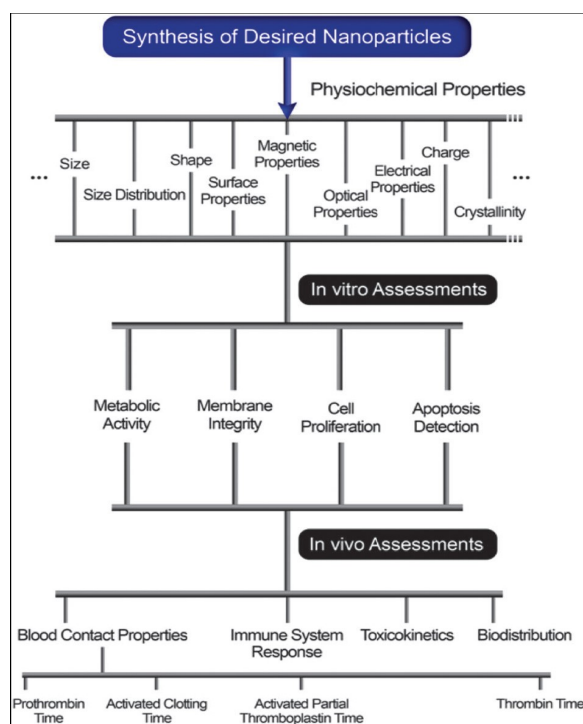 Synthesis of Desired Nanoparticles
Physiochemical Properties
Size
Size Distribution
Shape
Surface
Properties
Magnetic
Properties
Optical
Properties
Electrical
Properties
Charge
Crystallinity
...
...
In vitro Assessments
Metabolic
Activity
Membrane
Integrity
Cell
Proliferation
Apoptosis
Detection
In vivo Assessments
Blood Contact Properties
Immune System
Response
Toxicokinetics
Biodistribution
Prothrombin
Time
Activated Clotting
Time
Activated Partial
Thromboplastin Time
Thrombin Time